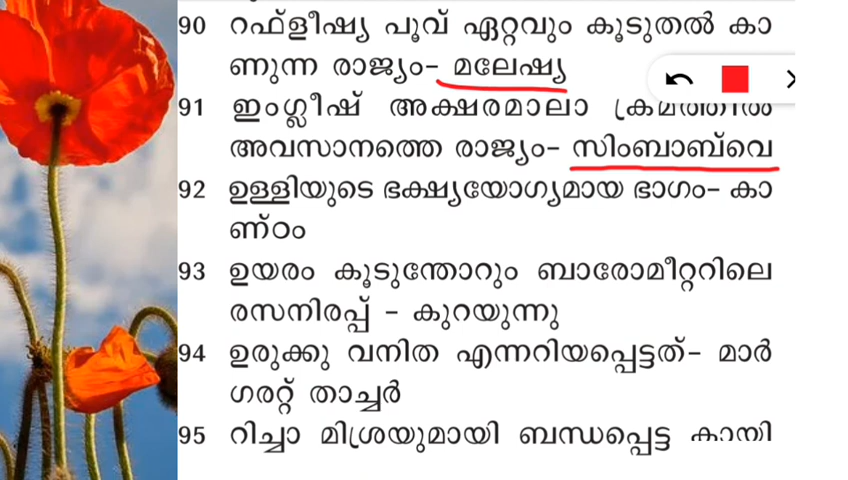 90 റഫ്ളീഷ്യ പൂവ് ഏറ്റവും കൂടുതൽ കാ
ണുന്ന രാജ്യം- മലേഷ്യ
91 ഇംഗ്ലീഷ് അക്ഷരമാലാ ക്രമത്തിൽ
അവസാനത്തെ രാജ്യം- സിംബാബ്‌വെ
92 ഉള്ളിയുടെ ഭക്ഷ്യയോഗ്യമായ ഭാഗം- കാ
ണ്ഠം
93 ഉയരം കൂടുന്തോറും ബാരോമീറ്ററിലെ
രസനിരപ്പ് - കുറയുന്നു
94 ഉരുക്കു വനിത എന്നറിയപ്പെട്ടത്- മാർ
ഗരറ്റ് താച്ചർ
95 റിച്ചാ മിശ്രയുമായി ബന്ധപ്പെട്ട കായി